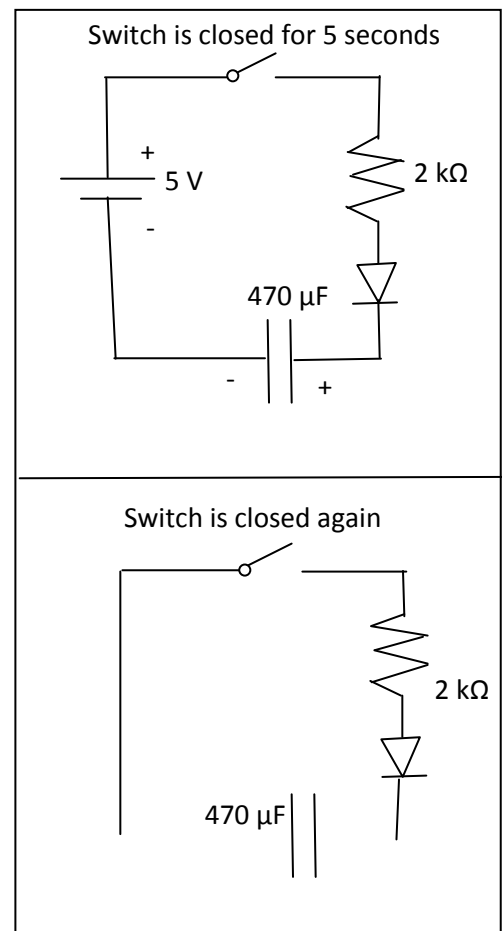 Switch is closed for 5 seconds
+
5 V
-
2 kΩ
470 µF
-
+
Switch is closed again
2 kΩ
470 µF